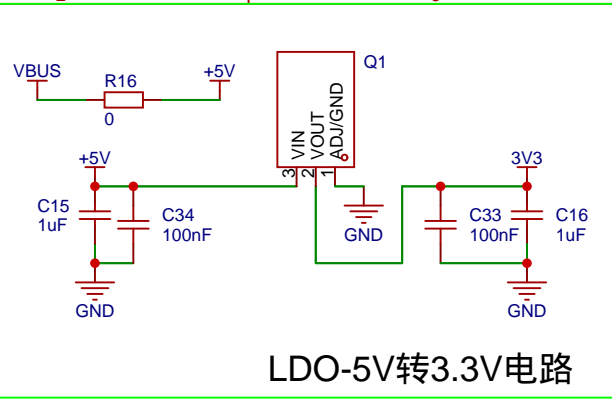 VBUS
R16
0
+5V
Q1
VIN
VOUT
ADJ/GND
3
2
1
+5V
C15
1uF
C34
100nF
GND
GND
3V3
C33
100nF
C16
1uF
GND
LDO-5V转3.3V电路